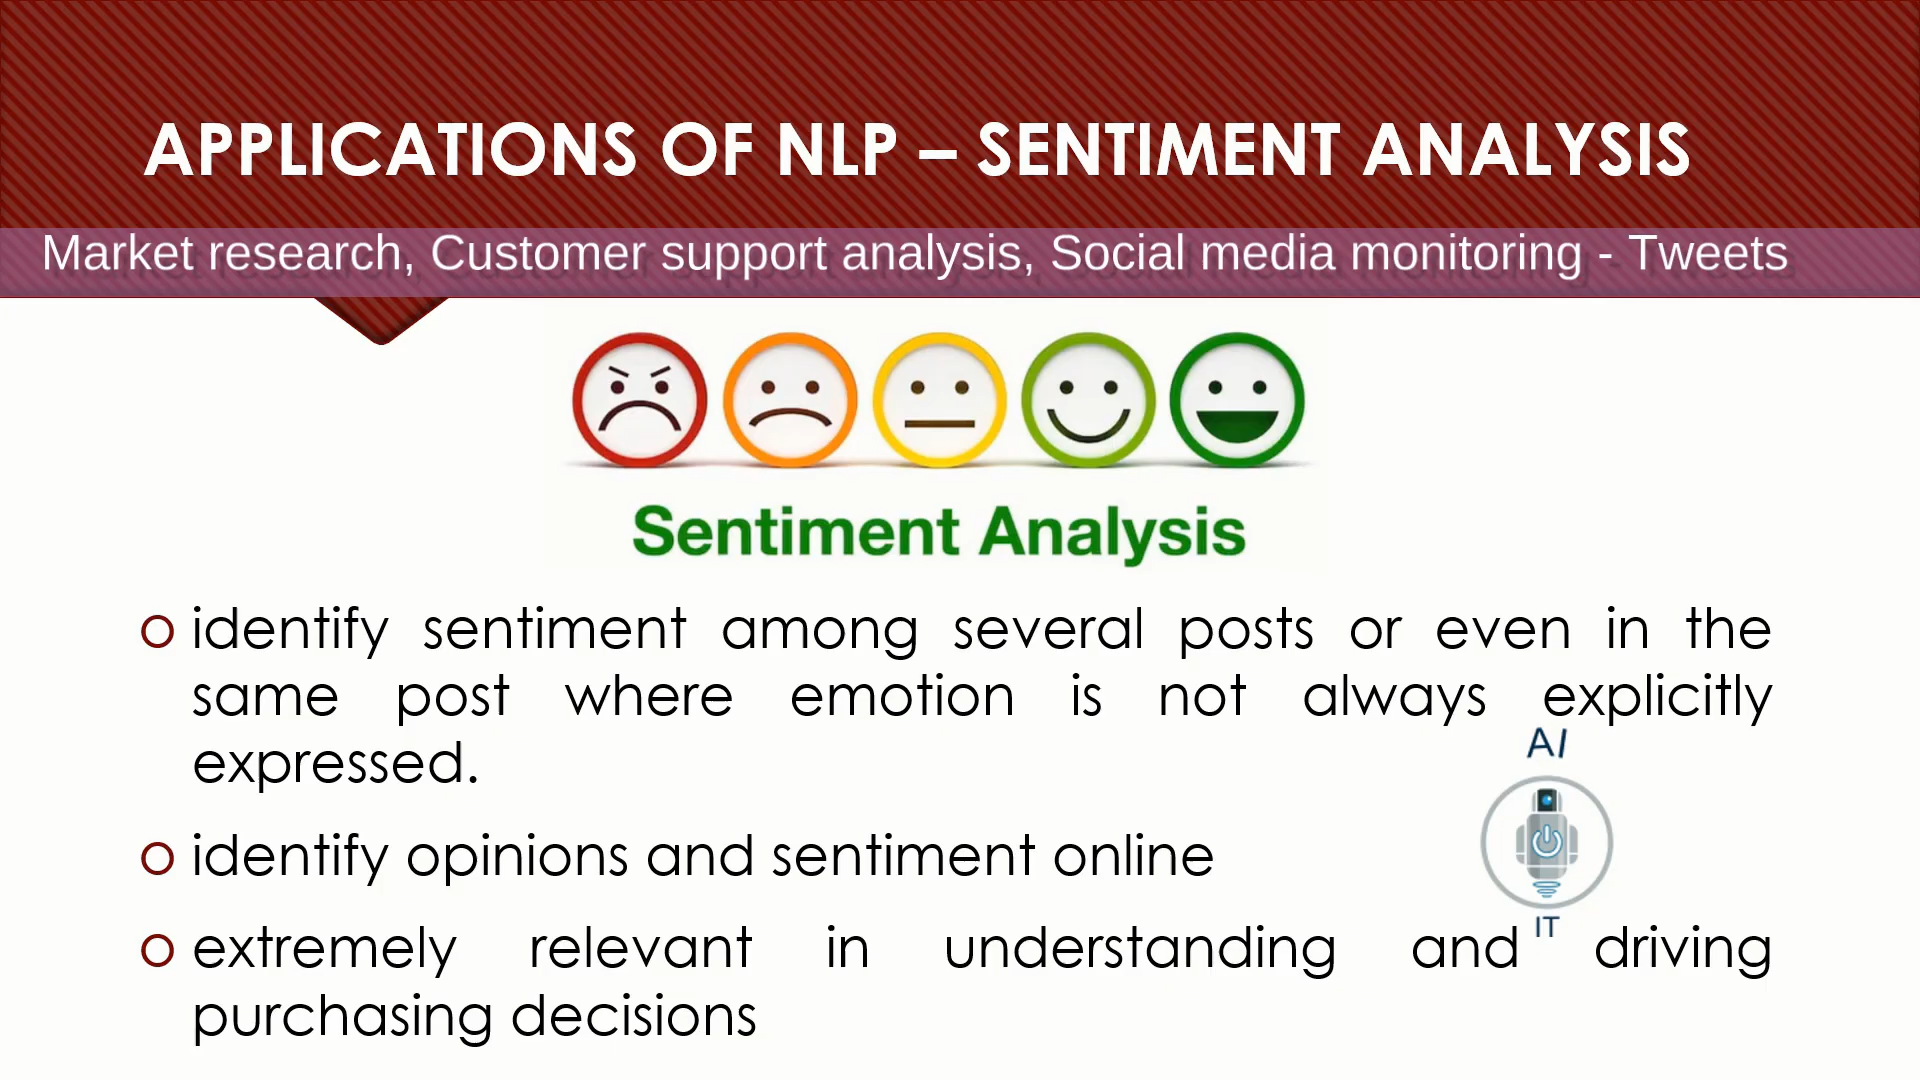 APPLICATIONS OF NLP – SENTIMENT ANALYSIS
Market research, Customer support analysis, Social media monitoring - Tweets
Sentiment Analysis
identify sentiment among several posts or even in the
same post where emotion is not always explicitly
expressed.
AI
identify opinions and sentiment online
IT
extremely relevant in understanding and driving
purchasing decisions